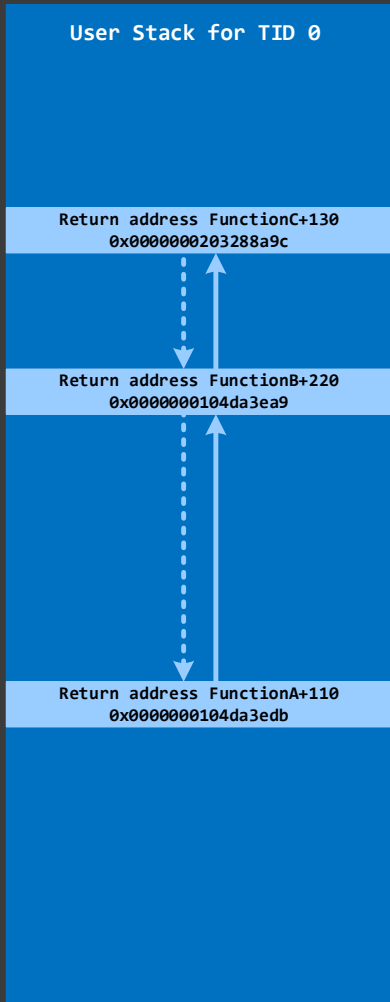 User Stack for TID 0
Return address FunctionC+130
0x0000000203288a9c
Return address FunctionB+220
0x0000000104da3ea9
Return address FunctionA+110
0x0000000104da3edb